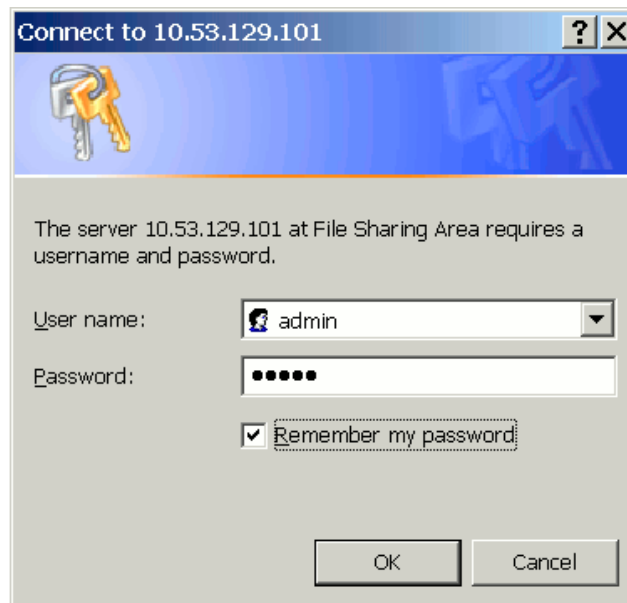 Connect to 10.53.129.101
The server 10.53.129.101 at File Sharing Area requires a
username and password.
User name:
admin
Password:
●●●●●
Remember my password
OK
Cancel